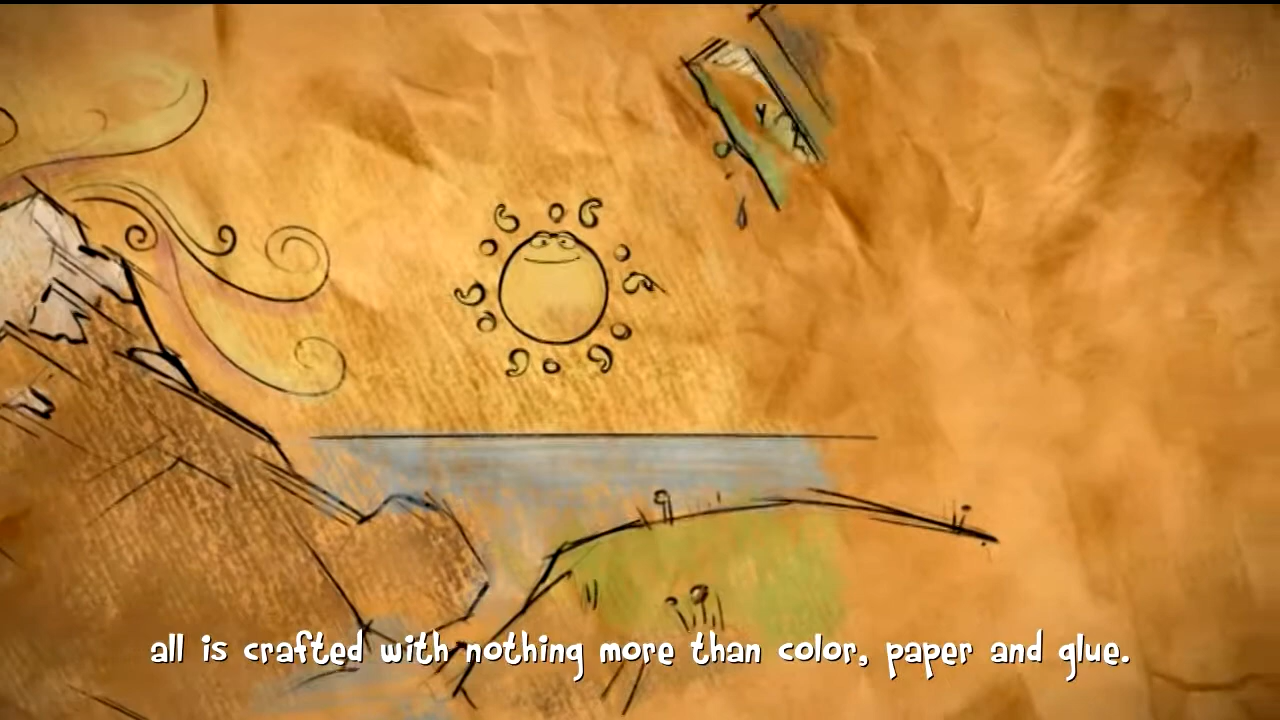 all is crafted with nothing more than color, paper and glue.